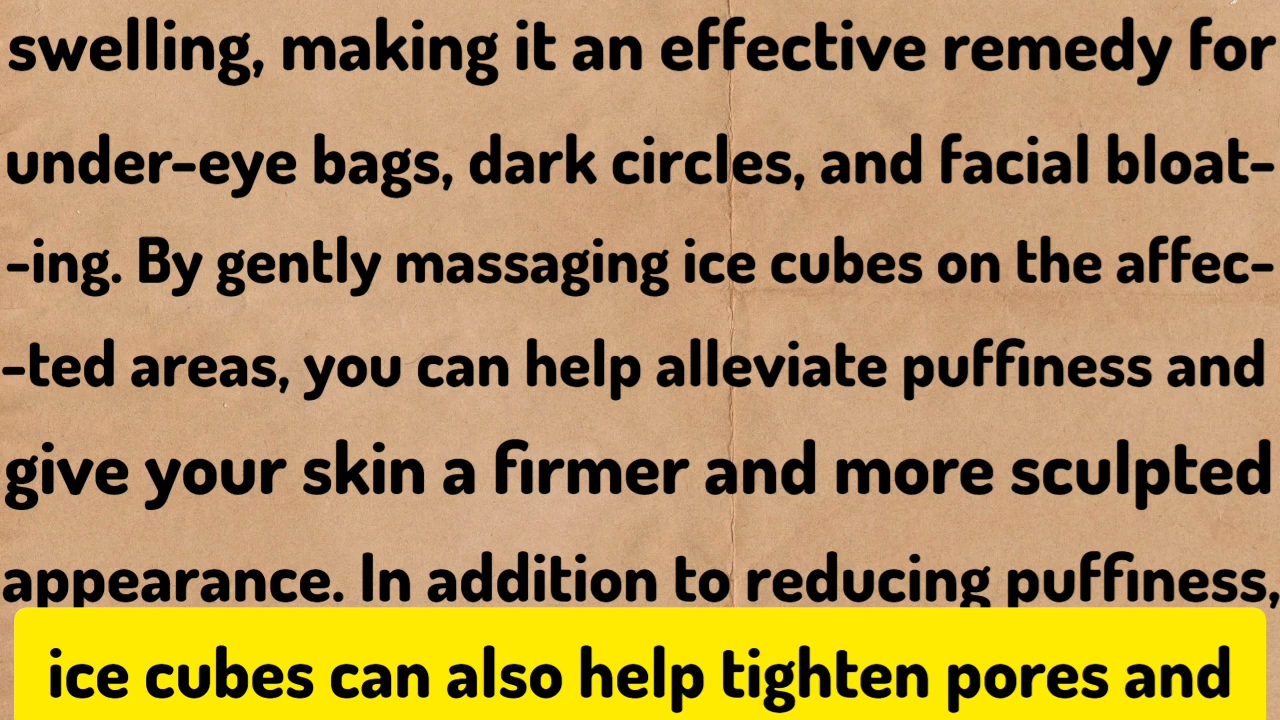 swelling, making it an effective remedy for
under-eye bags, dark circles, and facial bloat-
-ing. By gently massaging ice cubes on the affec-
-ted areas, you can help alleviate puffiness and
give your skin a firmer and more sculpted
appearance. In addition to reducing puffiness,
ice cubes can also help tighten pores and